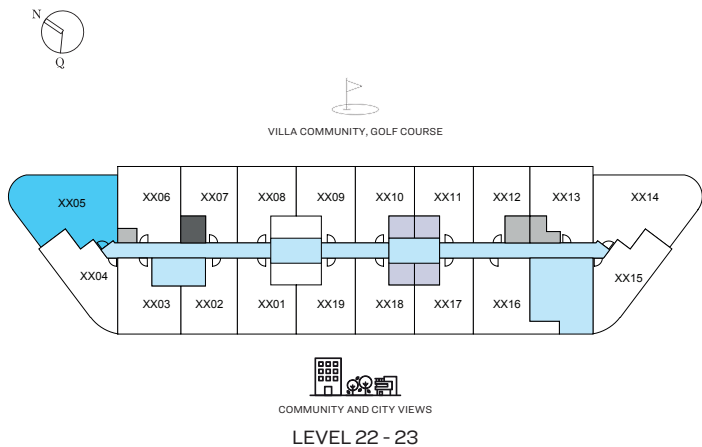 N
Q
VILLA COMMUNITY, GOLF COURSE
XX05
XX06
XX07
XX08
XX09
XX10
XX11
XX12
XX13
XX14
XX04
XX03
XX02
XX01
XX19
XX18
XX17
XX16
XX15
COMMUNITY AND CITY VIEWS
LEVEL 22 - 23